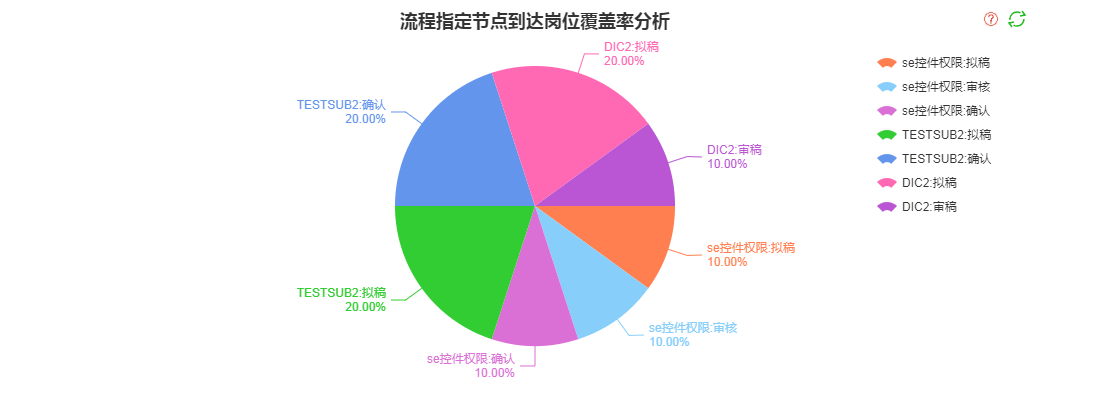 流程指定节点到达岗位覆盖率分析
DIC2:拟稿
20.00%
TESTSUB2:确认
20.00%
DIC2:审稿
10.00%
se控件权限:拟稿
10.00%
TESTSUB2:拟稿
20.00%
se控件权限:审核
10.00%
se控件权限:确认
10.00%
se控件权限:拟稿
se控件权限:审核
se控件权限:确认
TESTSUB2:拟稿
TESTSUB2:确认
DIC2:拟稿
DIC2:审稿